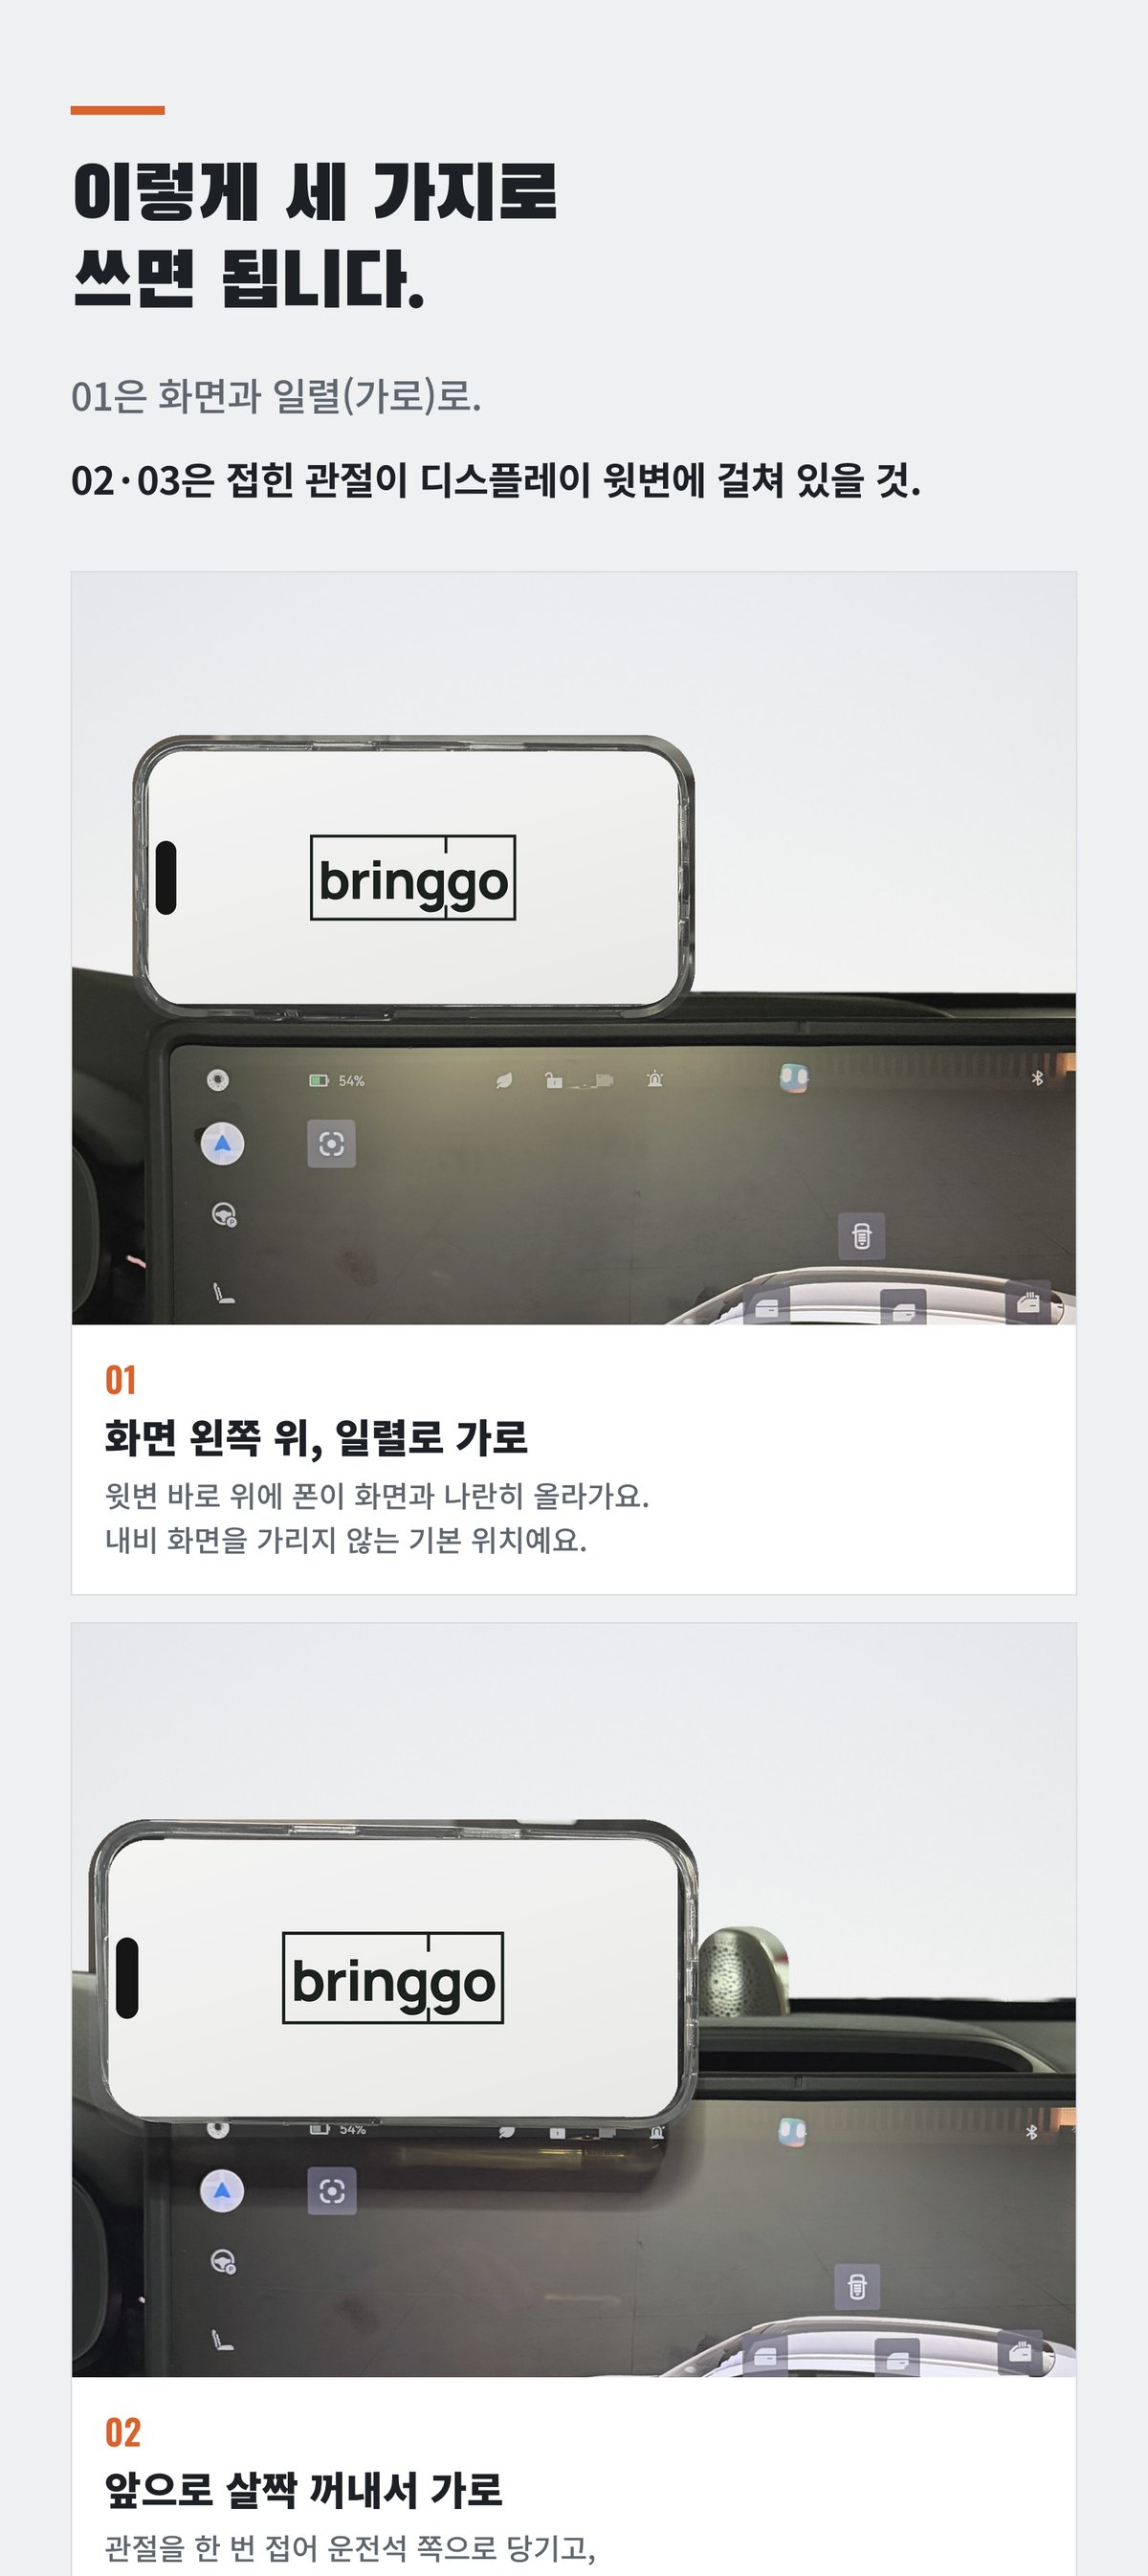 이렇게 세 가지로
쓰면 됩니다.
01은 화면과 일렬(가로)로.
02·03은 접힌 관절이 디스플레이 윗변에 걸쳐 있을 것.
bringgo
54%
01
화면 왼쪽 위, 일렬로 가로
윗변 바로 위에 폰이 화면과 나란히 올라가요.
내비 화면을 가리지 않는 기본 위치예요.
bringgo
54%
02
앞으로 살짝 꺼내서 가로
관절을 한 번 접어 운전석 쪽으로 당기고,